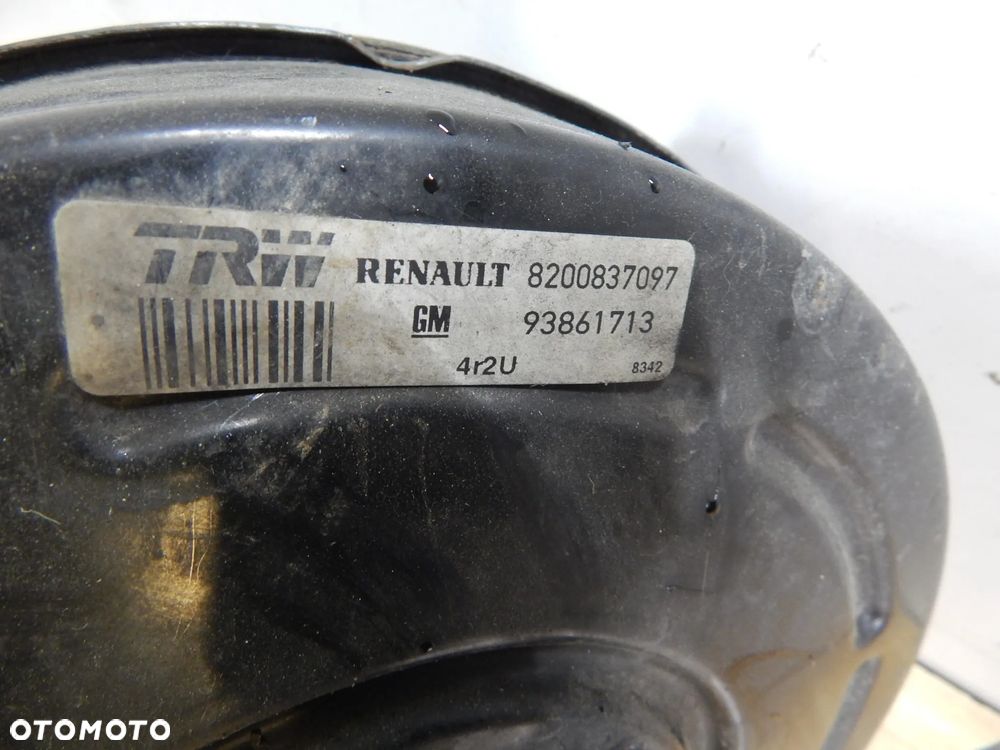 TRW RENAULT 8200837097
GM 93861713
4r2U 8342
OTOMOTO